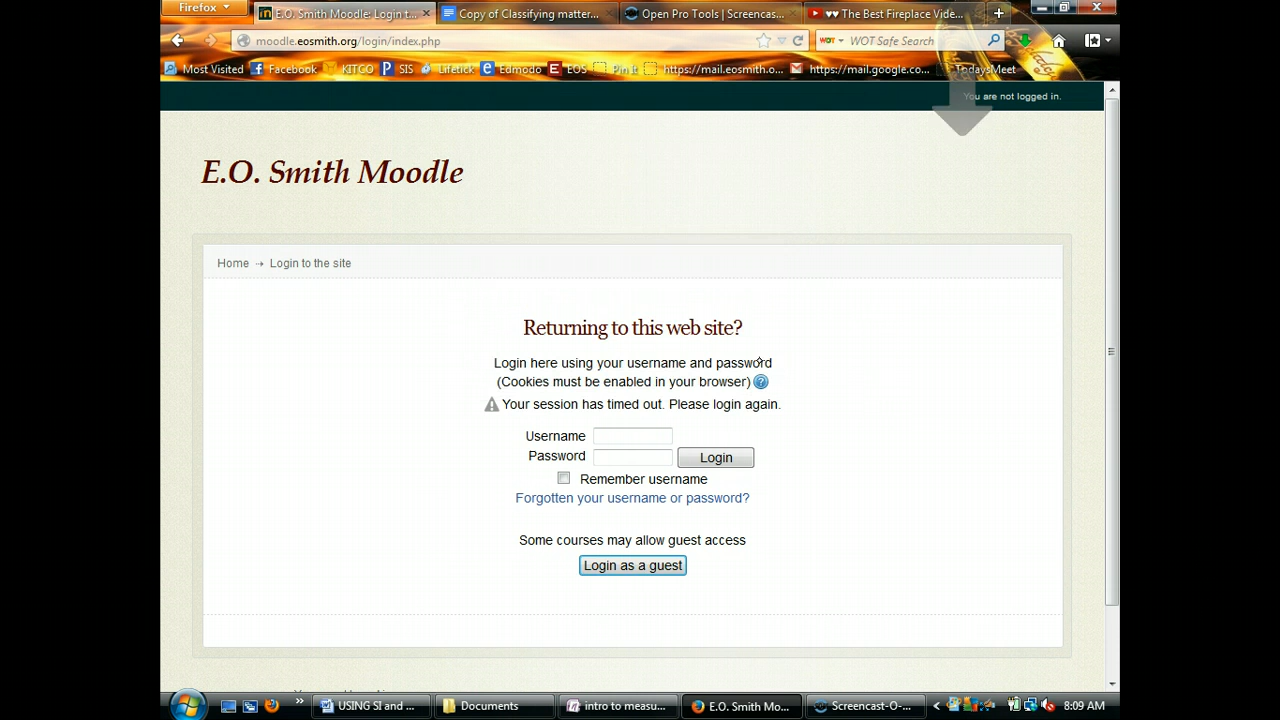 Firefox
E.O. Smith Moodle: Login t...
Copy of Classifying matter...
Open Pro Tools | Screencas...
♥♥ The Best Fireplace Vide...
moodle.eosmith.org/login/index.php
WOT WOT Safe Search
Most Visited Facebook KITCO SIS Lifetick Edmodo EOS Pin It https://mail.eosmith.o... https://mail.google.co... TodaysMeet
You are not logged in.
E.O. Smith Moodle
Home → Login to the site
Returning to this web site?
Login here using your username and password
(Cookies must be enabled in your browser)
Your session has timed out. Please login again.
Username
Password Login
Remember username
Forgotten your username or password?
Some courses may allow guest access
Login as a guest
USING SI and ... Documents intro to measu... E.O. Smith Mo... Screencast-O-... 8:09 AM